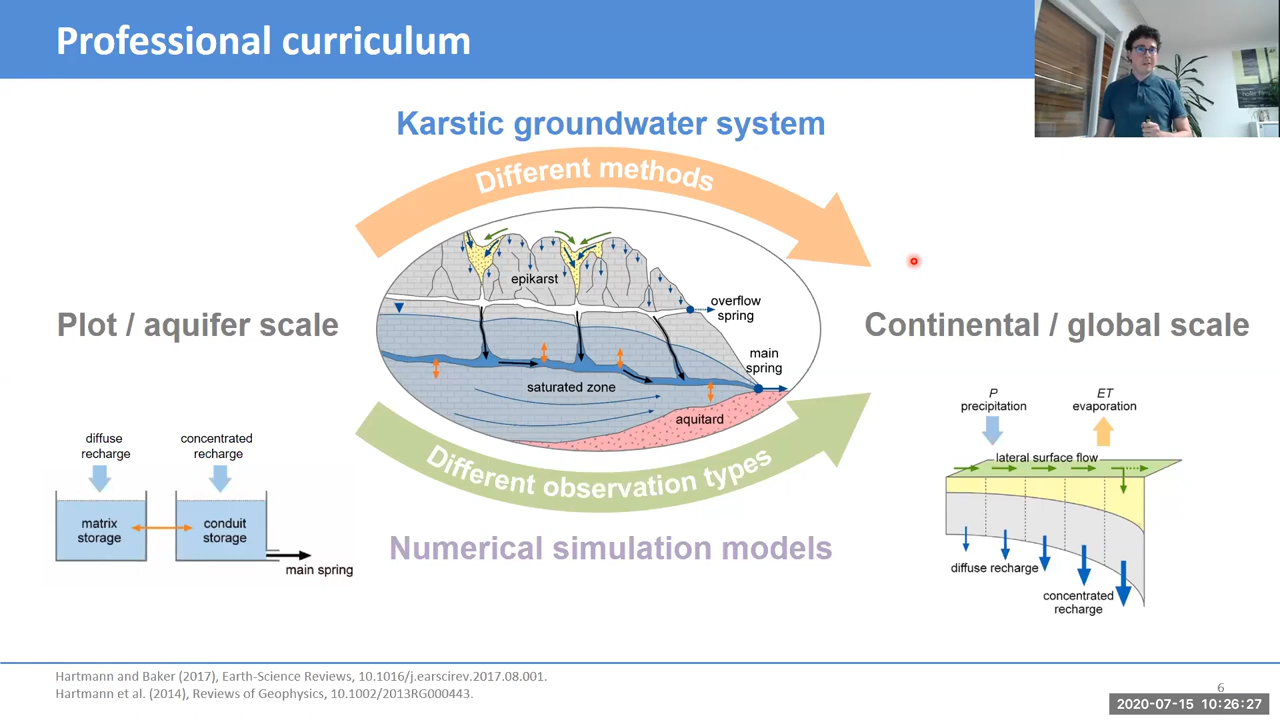 Professional curriculum
Karstic groundwater system
Different methods
epikarst
overflow
spring
Plot / aquifer scale
Continental / global scale
main
spring
saturated zone
aquitard
P
precipitation
ET
evaporation
diffuse
recharge
concentrated
recharge
lateral surface flow
Different observation types
matrix
storage
conduit
storage
main spring
Numerical simulation models
diffuse recharge
concentrated
recharge
Hartmann and Baker (2017), Earth-Science Reviews, 10.1016/j.earscirev.2017.08.001.
Hartmann et al. (2014), Reviews of Geophysics, 10.1002/2013RG000443.
6
2020-07-15 10:26:27